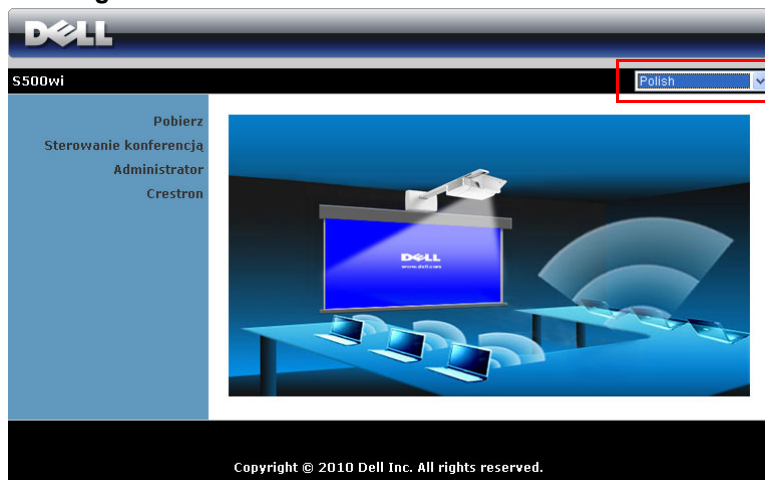 DELL
S500wi
Polish
Pobierz
Sterowanie konferencją
Administrator
Crestron
DELL
www.dell.com
Copyright © 2010 Dell Inc. All rights reserved.